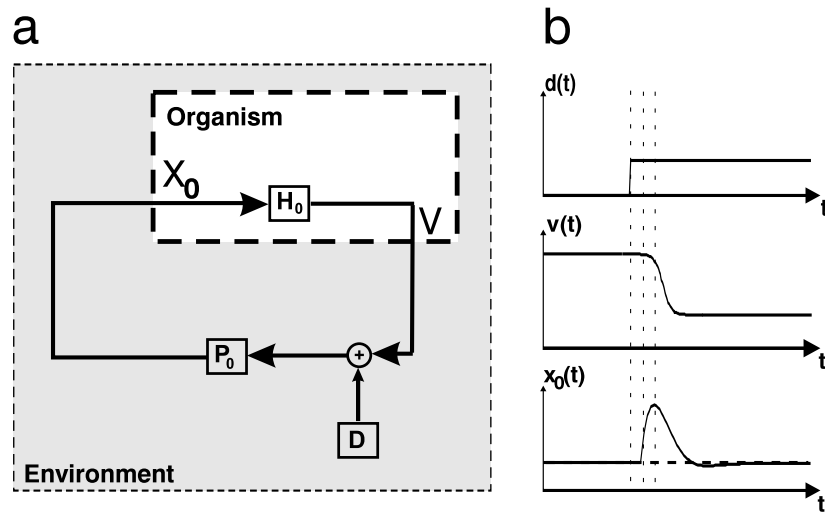 a
Organism
X0
H0
V
P0
+
D
Environment
b
d(t)
t
v(t)
t
x0(t)
t